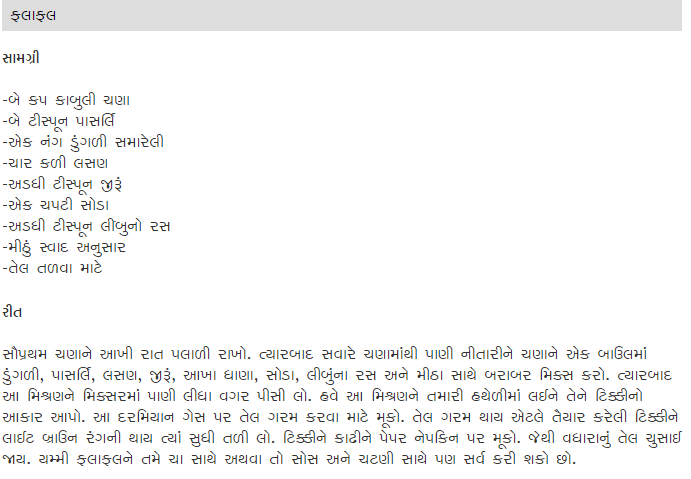 ફલાફલ
સામગ્રી
-બે કપ કાબુલી ચણા
-બે ટીસ્પૂન પાસર્લિ
-એક નંગ ડુંગળી સમારેલી
-ચાર કળી લસણ
-અડધી ટીસ્પૂન જીરૂં
-એક ચપટી સોડા
-અડધી ટીસ્પૂન લીંબુનો રસ
-મીઠું સ્વાદ અનુસાર
-તેલ તળવા માટે
રીત
સૌપ્રથમ ચણાને આખી રાત પલાળી રાખો. ત્યારબાદ સવારે ચણામાંથી પાણી નીતારીને ચણાને એક બાઉલમાં
ડુંગળી, પાસર્લિ, લસણ, જીરૂં, આખા ધાણા, સોડા, લીબુંના રસ અને મીઠા સાથે બરાબર મિક્સ કરો. ત્યારબાદ
આ મિશ્રણને મિક્સરમાં પાણી લીધા વગર પીસી લો. હવે આ મિશ્રણને તમારી હથેળીમાં લઈને તેને ટિક્કીનો
આકાર આપો. આ દરમિયાન ગેસ પર તેલ ગરમ કરવા માટે મૂકો. તેલ ગરમ થાય એટલે તૈયાર કરેલી ટિક્કીને
લાઈટ બ્રાઉન રંગની થાય ત્યાં સુધી તળી લો. ટિક્કીને કાઢીને પેપર નેપકિન પર મૂકો. જેથી વધારાનું તેલ ચુસાઈ
જાય. યમ્મી ફલાફલને તમે ચા સાથે અથવા તો સોસ અને ચટણી સાથે પણ સર્વ કરી શકો છો.